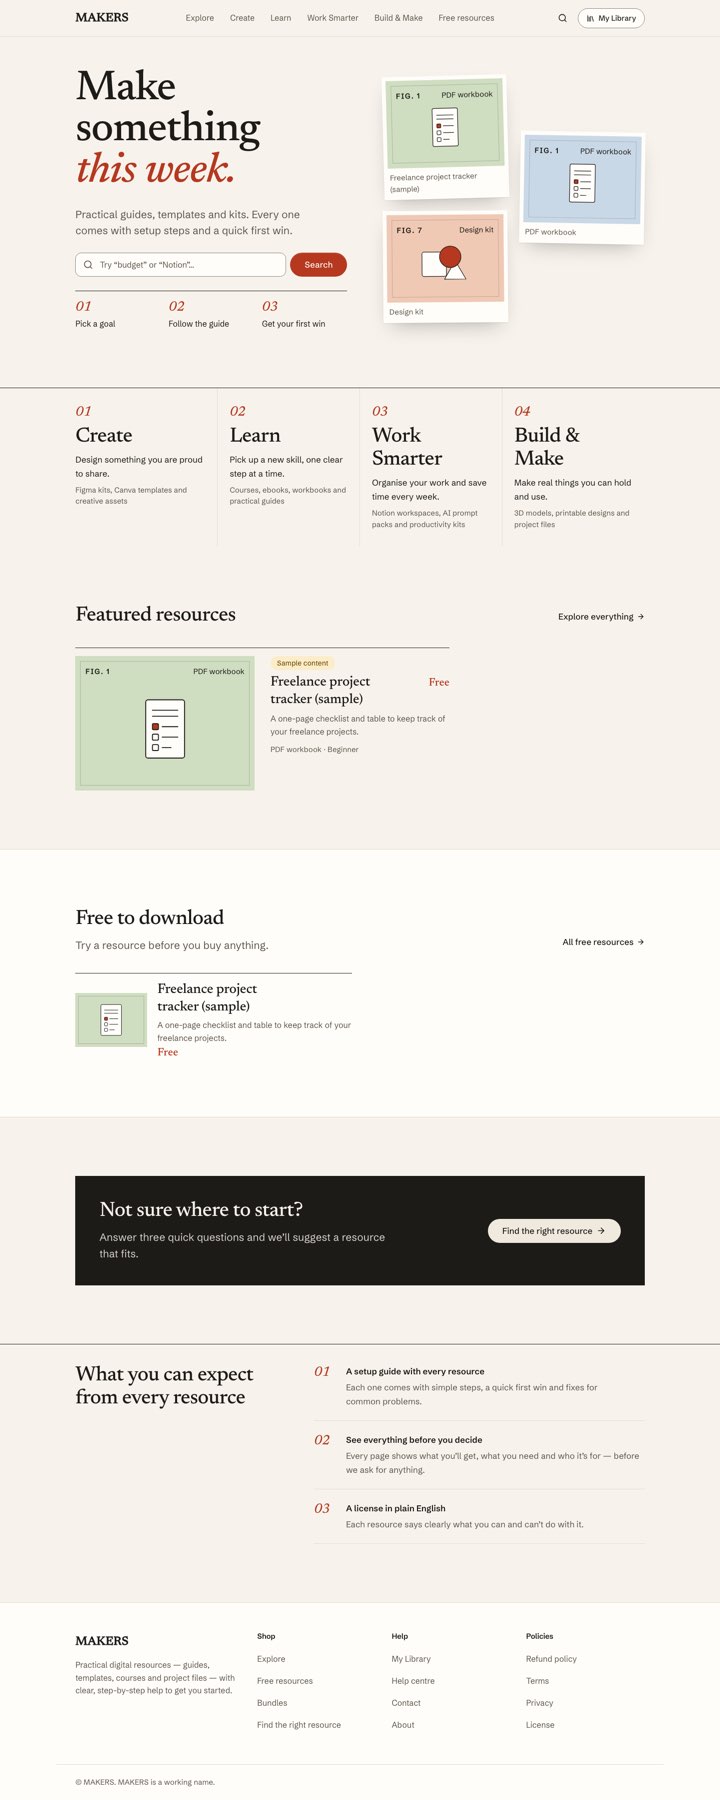 MAKERS
Explore
Create
Learn
Work Smarter
Build & Make
Free resources
My Library
Make
something
this week.
Practical guides, templates and kits. Every one
comes with setup steps and a quick first win.
Try “budget” or “Notion”…
Search
01
Pick a goal
02
Follow the guide
03
Get your first win
FIG. 1
PDF workbook
Freelance project tracker
(sample)
FIG. 1
PDF workbook
PDF workbook
FIG. 7
Design kit
Design kit
01
Create
Design something you are proud
to share.
Figma kits, Canva templates and
creative assets
02
Learn
Pick up a new skill, one clear
step at a time.
Courses, ebooks, workbooks and
practical guides
03
Work
Smarter
Organise your work and save
time every week.
Notion workspaces, AI prompt
packs and productivity kits
04
Build &
Make
Make real things you can hold
and use.
3D models, printable designs and
project files
Featured resources
Explore everything →
FIG. 1
PDF workbook
Sample content
Freelance project
tracker (sample)
Free
A one-page checklist and table to keep track of
your freelance projects.
PDF workbook · Beginner
Free to download
Try a resource before you buy anything.
All free resources →
Freelance project
tracker (sample)
A one-page checklist and table to keep track of your
freelance projects.
Free
Not sure where to start?
Answer three quick questions and we’ll suggest a resource
that fits.
Find the right resource →
What you can expect
from every resource
01
A setup guide with every resource
Each one comes with simple steps, a quick first win and fixes for
common problems.
02
See everything before you decide
Every page shows what you’ll get, what you need and who it’s for — before
we ask for anything.
03
A license in plain English
Each resource says clearly what you can and can’t do with it.
MAKERS
Practical digital resources — guides,
templates, courses and project files — with
clear, step-by-step help to get you started.
Shop
Explore
Free resources
Bundles
Find the right resource
Help
My Library
Help centre
Contact
About
Policies
Refund policy
Terms
Privacy
License
© MAKERS. MAKERS is a working name.